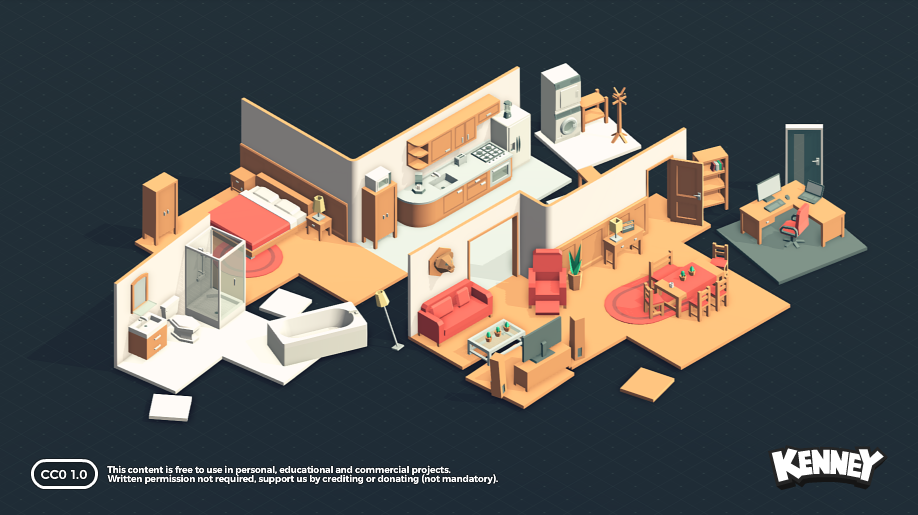 CC0 1.0
This content is free to use in personal, educational and commercial projects.
Written permission not required, support us by crediting or donating (not mandatory).
KENNEY